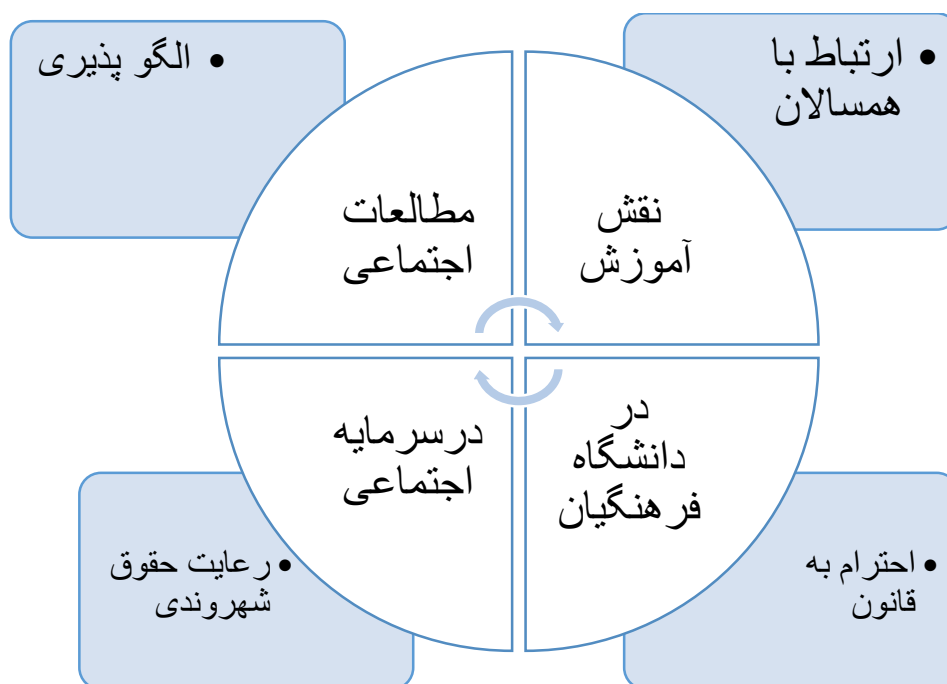 • ارتباط با
همسالان
• الگو پذیری
نقش
آموزش
مطالعات
اجتماعی
در
دانشگاه
فرهنگیان
درسرمایه
اجتماعی
• احترام به
قانون
• رعایت حقوق
شهروندی